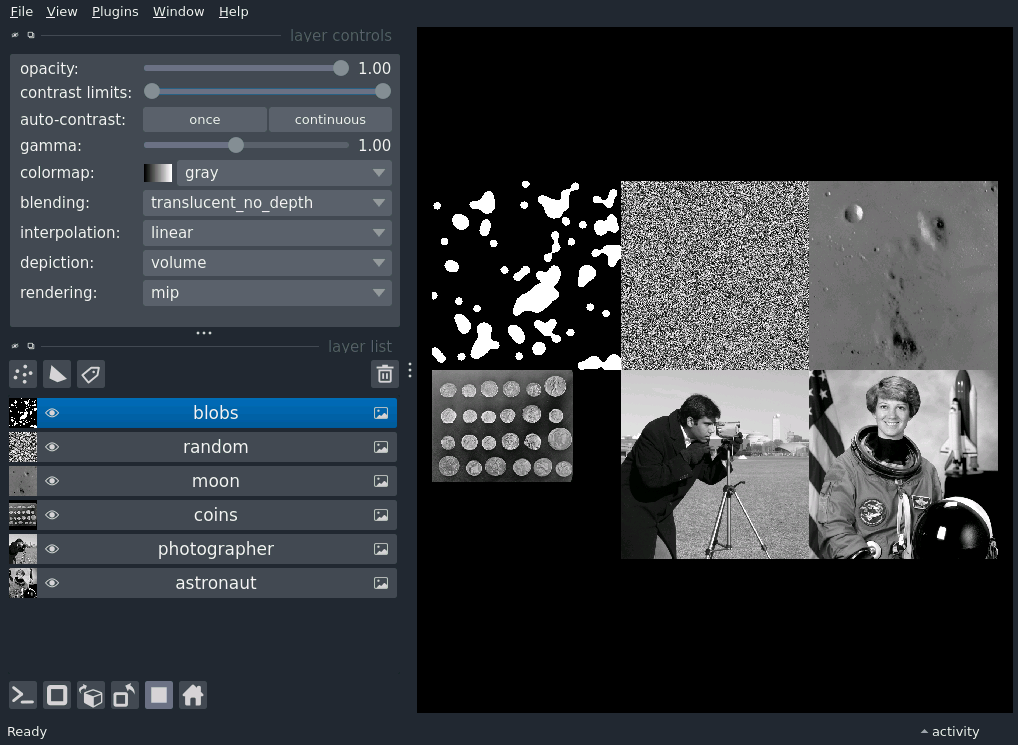 File View Plugins Window Help
layer controls
opacity: 1.00
contrast limits:
auto-contrast: once continuous
gamma: 1.00
colormap: gray
blending: translucent_no_depth
interpolation: linear
depiction: volume
rendering: mip
layer list
blobs
random
moon
coins
photographer
astronaut
Ready activity